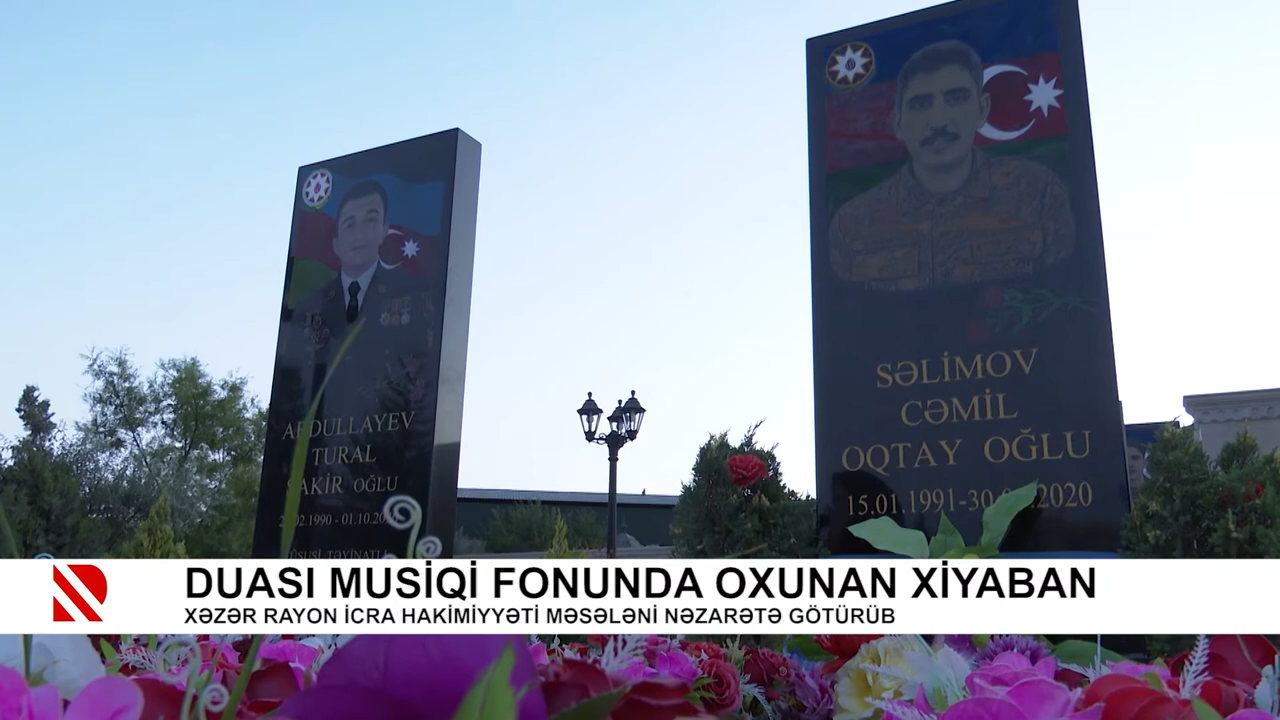 ABDULLAYEV
TURAL
ŞAKİR OĞLU
SƏLİMOV
CƏMİL
OQTAY OĞLU
15.01.1991-30. 2020
DUASI MUSİQİ FONUNDA OXUNAN XİYABAN
XƏZƏR RAYON İCRA HAKİMİYYƏTİ MƏSƏLƏNİ NƏZARƏTƏ GÖTÜRÜB